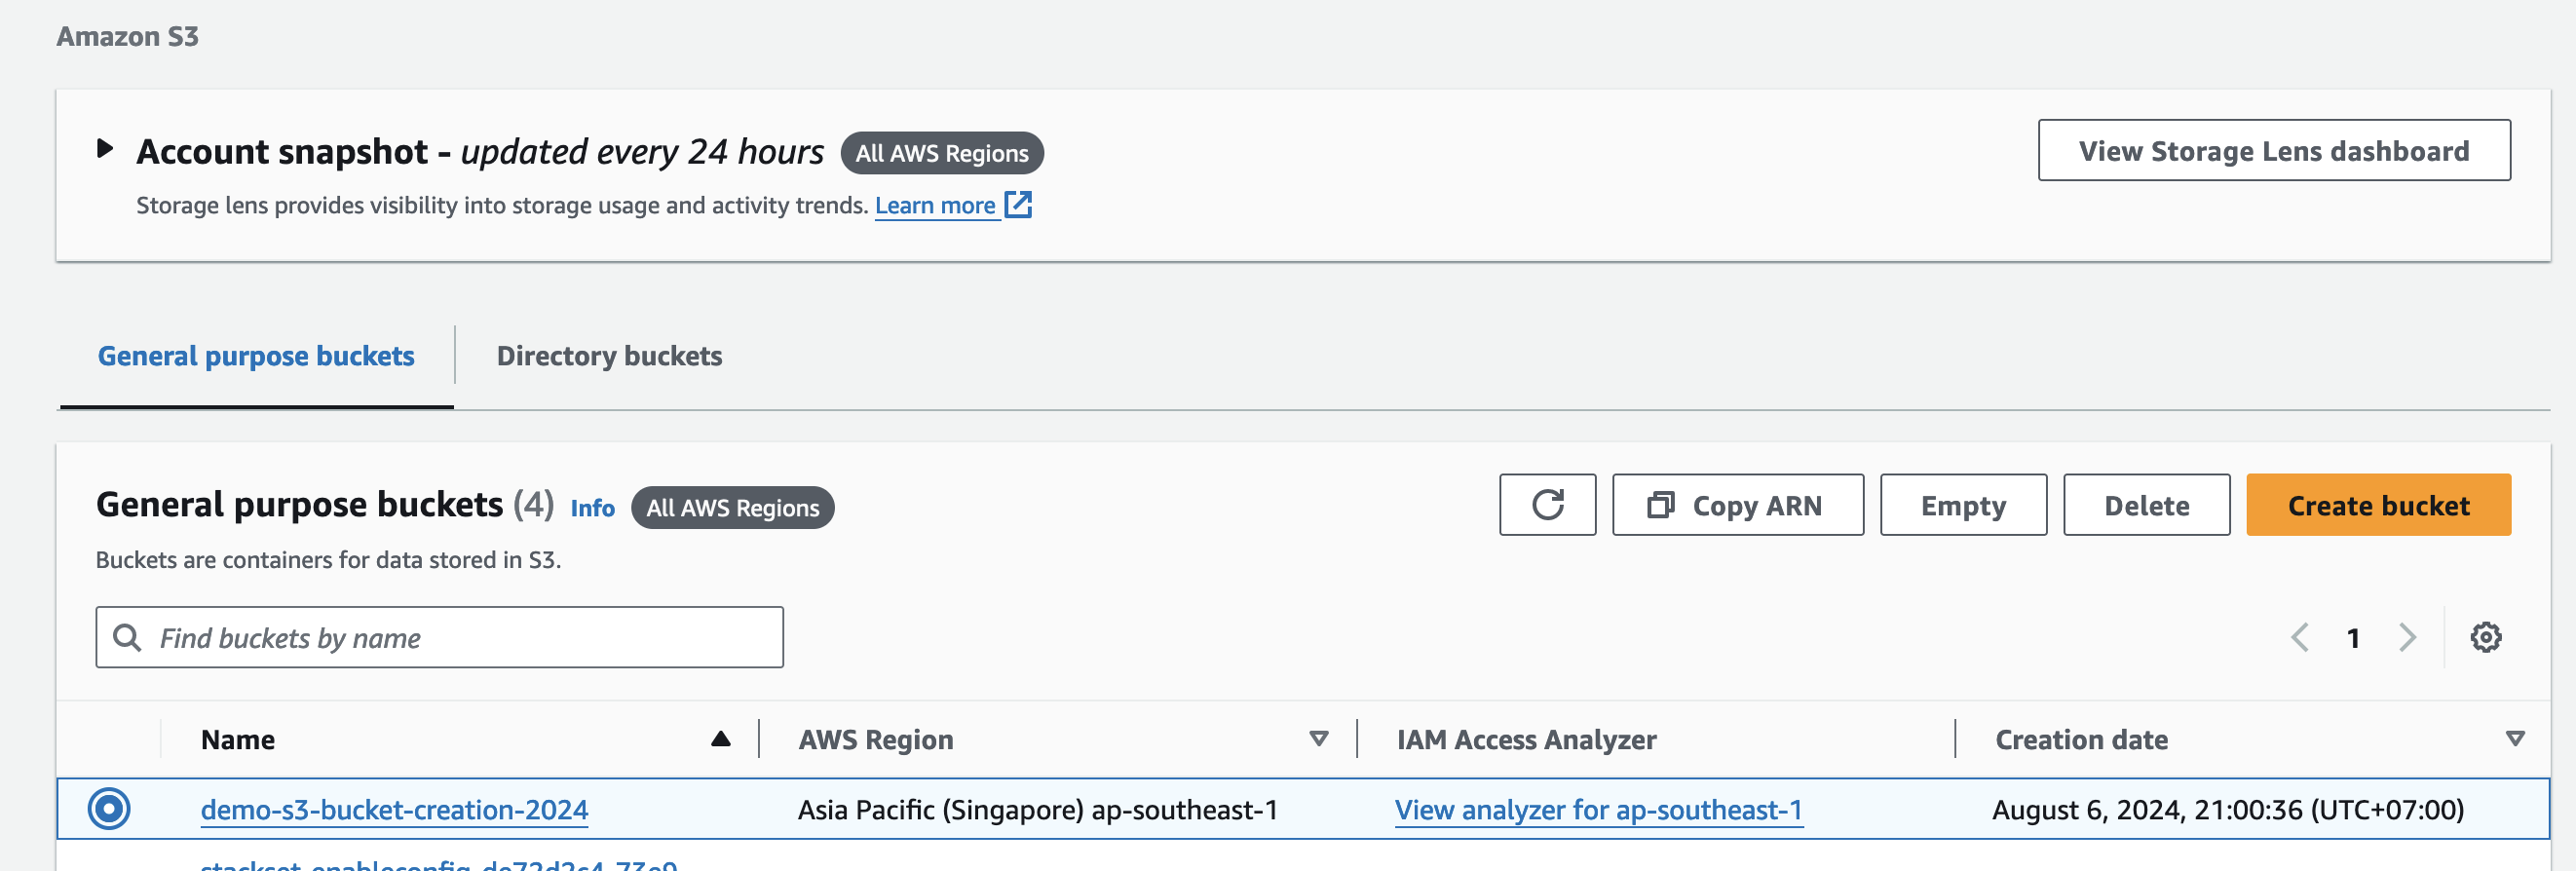 Amazon S3
Account snapshot - updated every 24 hours All AWS Regions
View Storage Lens dashboard
Storage lens provides visibility into storage usage and activity trends. Learn more
General purpose buckets
Directory buckets
General purpose buckets (4) Info All AWS Regions
Copy ARN
Empty
Delete
Create bucket
Buckets are containers for data stored in S3.
Find buckets by name
1
Name
AWS Region
IAM Access Analyzer
Creation date
demo-s3-bucket-creation-2024
Asia Pacific (Singapore) ap-southeast-1
View analyzer for ap-southeast-1
August 6, 2024, 21:00:36 (UTC+07:00)